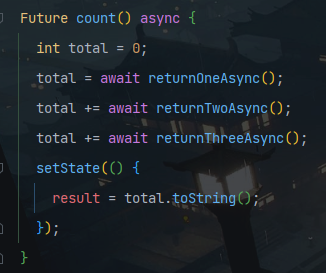 Future count() async {
int total = 0;
total = await returnOneAsync();
total += await returnTwoAsync();
total += await returnThreeAsync();
setState(() {
result = total.toString();
});
}